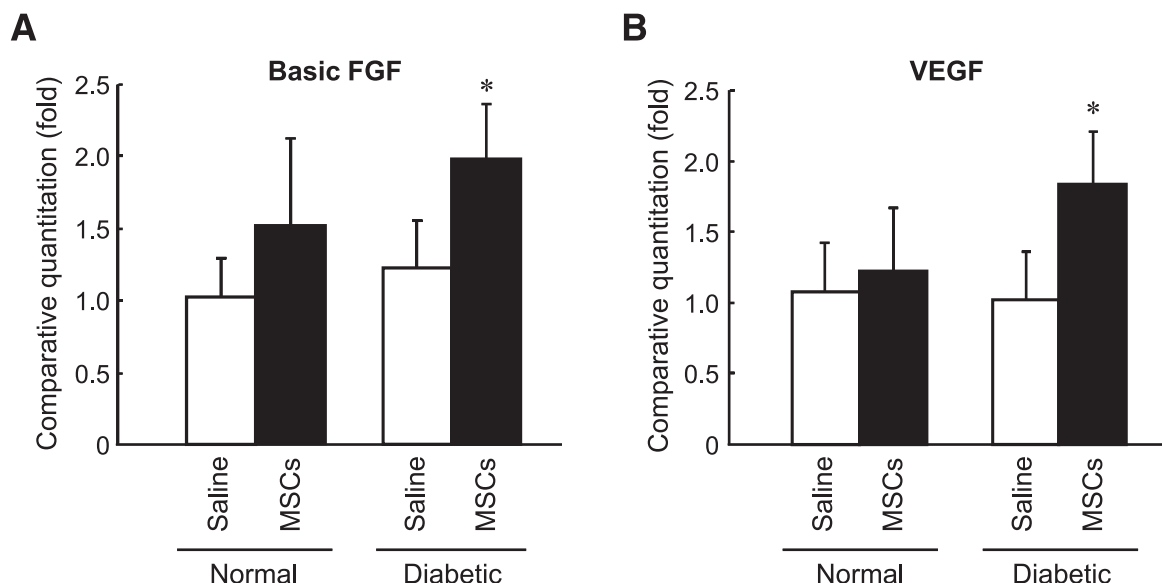 A
Basic FGF
Comparative quantitation (fold)
2.5
2.0
1.5
1.0
0.5
0
*
Saline
MSCs
Saline
MSCs
Normal
Diabetic
B
VEGF
Comparative quantitation (fold)
2.5
2.0
1.5
1.0
0.5
0
*
Saline
MSCs
Saline
MSCs
Normal
Diabetic